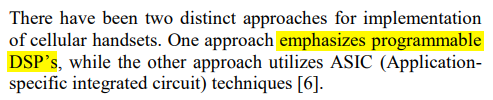 There have been two distinct approaches for implementation
of cellular handsets. One approach emphasizes programmable
DSP's, while the other approach utilizes ASIC (Application-
specific integrated circuit) techniques [6].